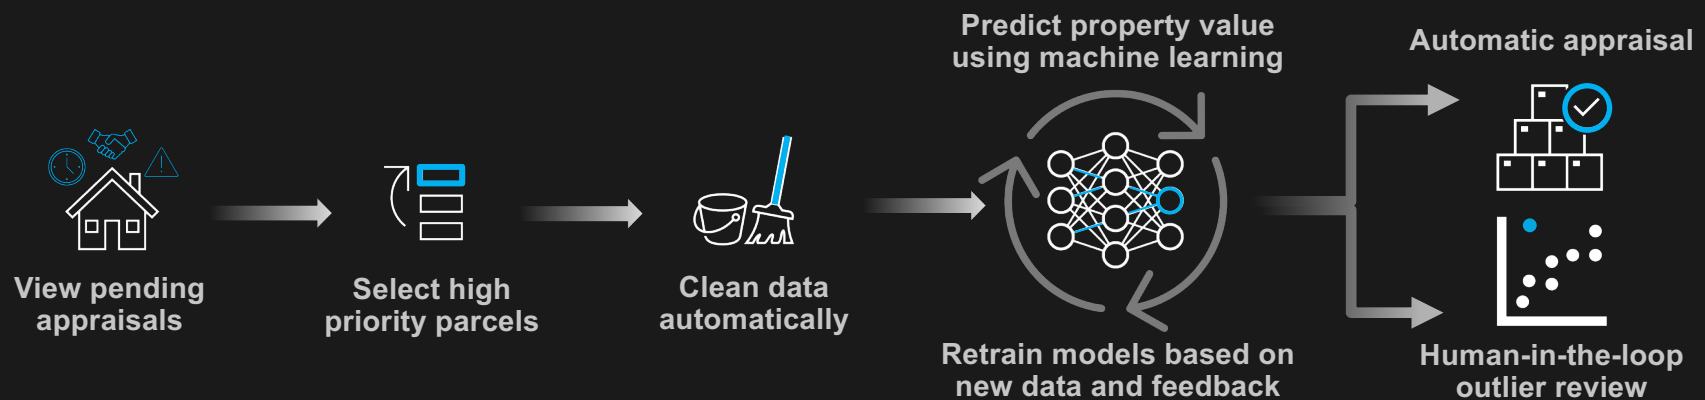 View pending
appraisals
Select high
priority parcels
Clean data
automatically
Predict property value
using machine learning
Retrain models based on
new data and feedback
Automatic appraisal
Human-in-the-loop
outlier review